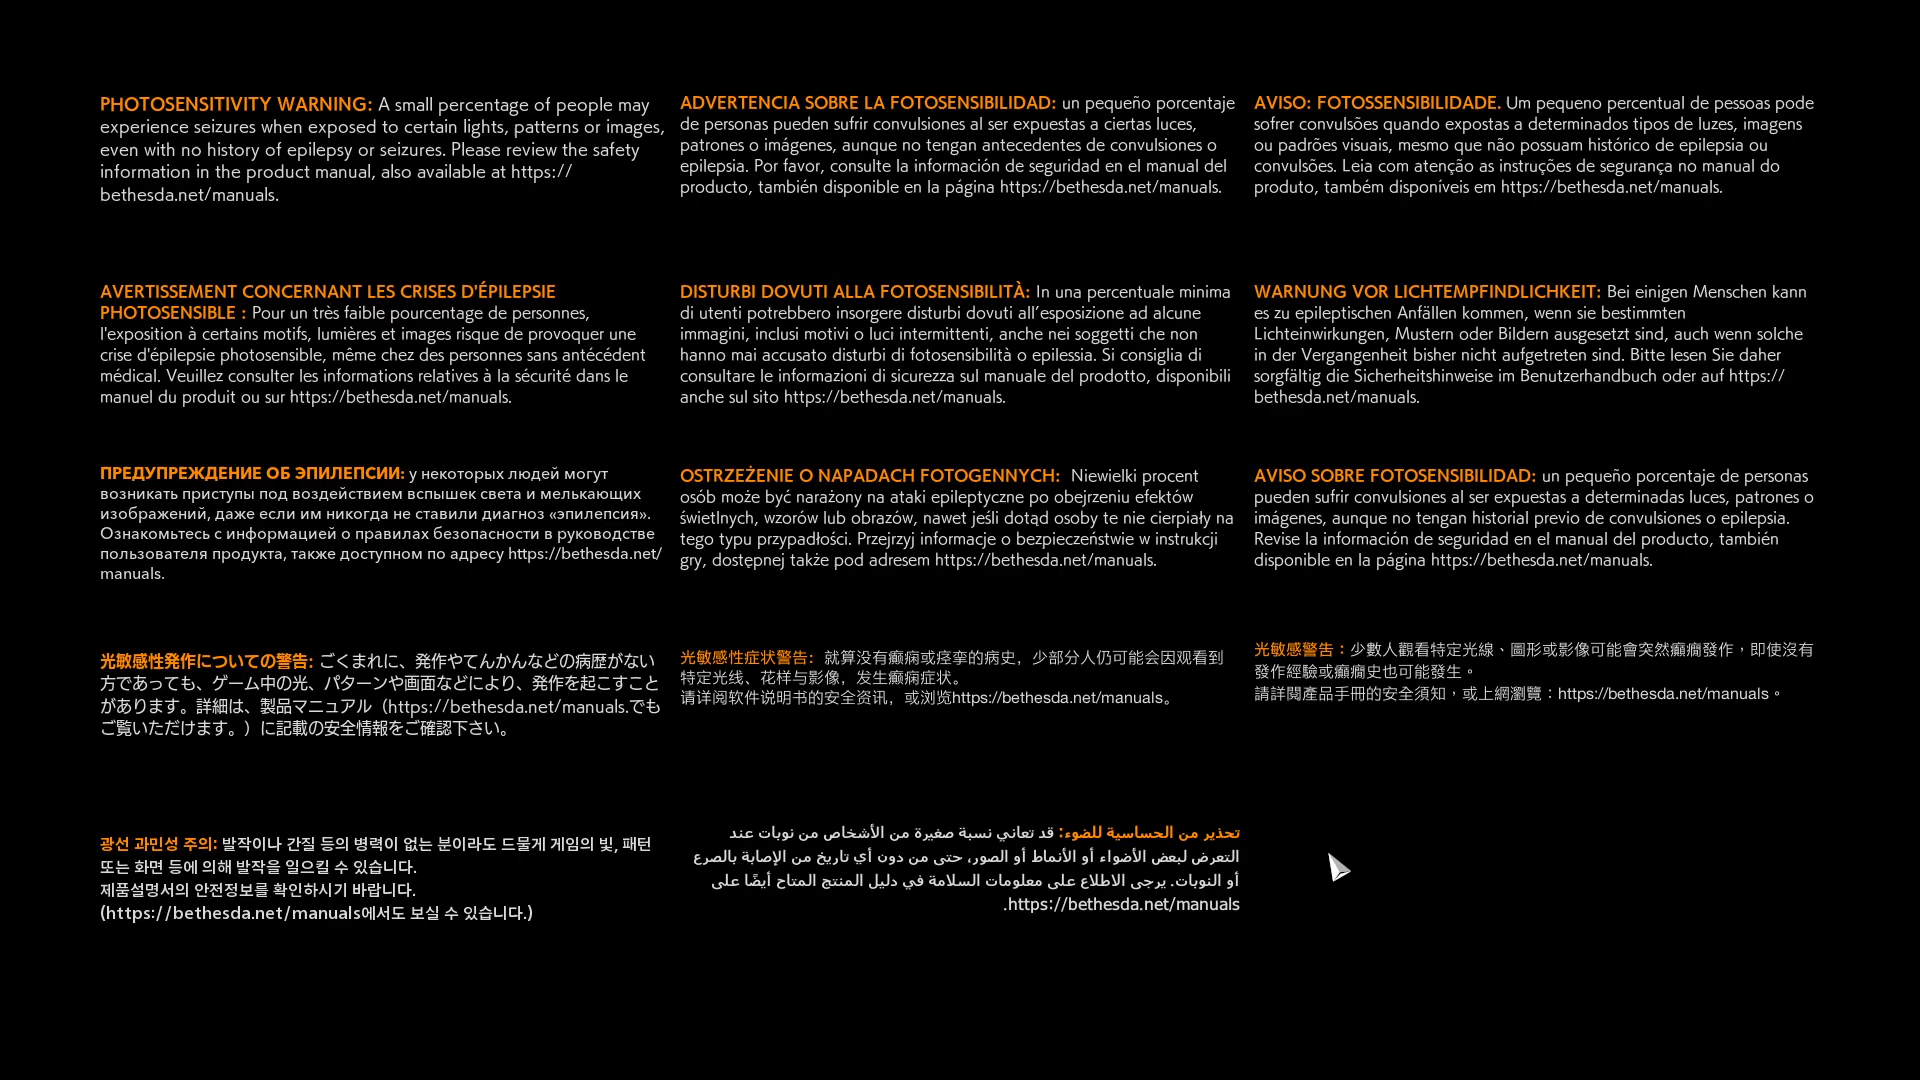 PHOTOSENSITIVITY WARNING: A small percentage of people may
experience seizures when exposed to certain lights, patterns or images,
even with no history of epilepsy or seizures. Please review the safety
information in the product manual, also available at https://
bethesda.net/manuals.
ADVERTENCIA SOBRE LA FOTOSENSIBILIDAD: un pequeño porcentaje
de personas pueden sufrir convulsiones al ser expuestas a ciertas luces,
patrones o imágenes, aunque no tengan antecedentes de convulsiones o
epilepsia. Por favor, consulte la información de seguridad en el manual del
producto, también disponible en la página https://bethesda.net/manuals.
AVISO: FOTOSSENSIBILIDADE. Um pequeno percentual de pessoas pode
sofrer convulsões quando expostas a determinados tipos de luzes, imagens
ou padrões visuais, mesmo que não possuam histórico de epilepsia ou
convulsões. Leia com atenção as instruções de segurança no manual do
produto, também disponíveis em https://bethesda.net/manuals.
AVERTISSEMENT CONCERNANT LES CRISES D'ÉPILEPSIE
PHOTOSENSIBLE : Pour un très faible pourcentage de personnes,
l'exposition à certains motifs, lumières et images risque de provoquer une
crise d'épilepsie photosensible, même chez des personnes sans antécédent
médical. Veuillez consulter les informations relatives à la sécurité dans le
manuel du produit ou sur https://bethesda.net/manuals.
DISTURBI DOVUTI ALLA FOTOSENSIBILITÀ: In una percentuale minima
di utenti potrebbero insorgere disturbi dovuti all’esposizione ad alcune
immagini, inclusi motivi o luci intermittenti, anche nei soggetti che non
hanno mai accusato disturbi di fotosensibilità o epilessia. Si consiglia di
consultare le informazioni di sicurezza sul manuale del prodotto, disponibili
anche sul sito https://bethesda.net/manuals.
WARNUNG VOR LICHTEMPFINDLICHKEIT: Bei einigen Menschen kann
es zu epileptischen Anfällen kommen, wenn sie bestimmten
Lichteinwirkungen, Mustern oder Bildern ausgesetzt sind, auch wenn solche
in der Vergangenheit bisher nicht aufgetreten sind. Bitte lesen Sie daher
sorgfältig die Sicherheitshinweise im Benutzerhandbuch oder auf https://
bethesda.net/manuals.
ПРЕДУПРЕЖДЕНИЕ ОБ ЭПИЛЕПСИИ: у некоторых людей могут
возникать приступы под воздействием вспышек света и мелькающих
изображений, даже если им никогда не ставили диагноз «эпилепсия».
Ознакомьтесь с информацией о правилах безопасности в руководстве
пользователя продукта, также доступном по адресу https://bethesda.net/
manuals.
OSTRZEŻENIE O NAPADACH FOTOGENNYCH: Niewielki procent
osób może być narażony na ataki epileptyczne po obejrzeniu efektów
świetlnych, wzorów lub obrazów, nawet jeśli dotąd osoby te nie cierpiały na
tego typu przypadłości. Przejrzyj informacje o bezpieczeństwie w instrukcji
gry, dostępnej także pod adresem https://bethesda.net/manuals.
AVISO SOBRE FOTOSENSIBILIDAD: un pequeño porcentaje de personas
pueden sufrir convulsiones al ser expuestas a determinadas luces, patrones o
imágenes, aunque no tengan historial previo de convulsiones o epilepsia.
Revise la información de seguridad en el manual del producto, también
disponible en la página https://bethesda.net/manuals.
光敏感性発作についての警告: ごくまれに、発作やてんかんなどの病歴がない
方であっても、ゲーム中の光、パターンや画面などにより、発作を起こすこと
があります。詳細は、製品マニュアル（https://bethesda.net/manuals.でも
ご覧いただけます。）に記載の安全情報をご確認下さい。
光敏感性症状警告：就算没有癫痫或痉挛的病史，少部分人仍可能会因观看到
特定光线、花样与影像，发生癫痫症状。
请详阅软件说明书的安全资讯，或浏览https://bethesda.net/manuals。
光敏感警告：少數人觀看特定光線、圖形或影像可能會突然癲癇發作，即使沒有
發作經驗或癲癇史也可能發生。
請詳閱產品手冊的安全須知，或上網瀏覽：https://bethesda.net/manuals。
광선 과민성 주의: 발작이나 간질 등의 병력이 없는 분이라도 드물게 게임의 빛, 패턴
또는 화면 등에 의해 발작을 일으킬 수 있습니다.
제품설명서의 안전정보를 확인하시기 바랍니다.
(https://bethesda.net/manuals에서도 보실 수 있습니다.)
تحذير من الحساسية للضوء: قد تعاني نسبة صغيرة من الأشخاص من نوبات عند
التعرض لبعض الأضواء أو الأنماط أو الصور، حتى من دون أي تاريخ من الإصابة بالصرع
أو النوبات. يرجى الاطلاع على معلومات السلامة في دليل المنتج المتاح أيضًا على
https://bethesda.net/manuals.